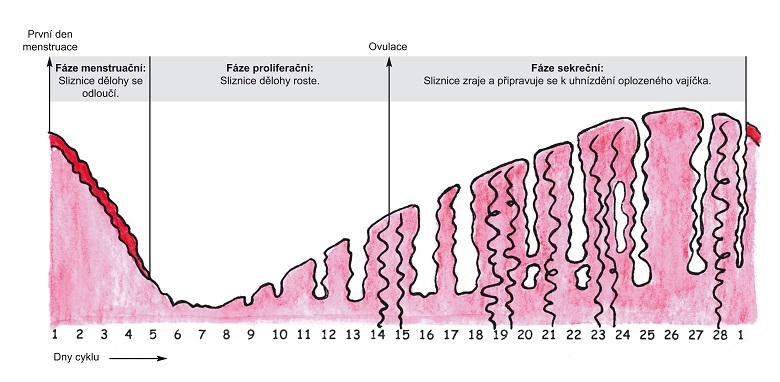 První den
menstruace
Ovulace
Fáze menstruační:
Sliznice dělohy se
odloučí.
Fáze proliferační:
Sliznice dělohy roste.
Fáze sekreční:
Sliznice zraje a připravuje se k uhnízdění oplozeného vajíčka.
1 2 3 4 5 6 7 8 9 10 11 12 13 14 15 16 17 18 19 20 21 22 23 24 25 26 27 28 1
Dny cyklu